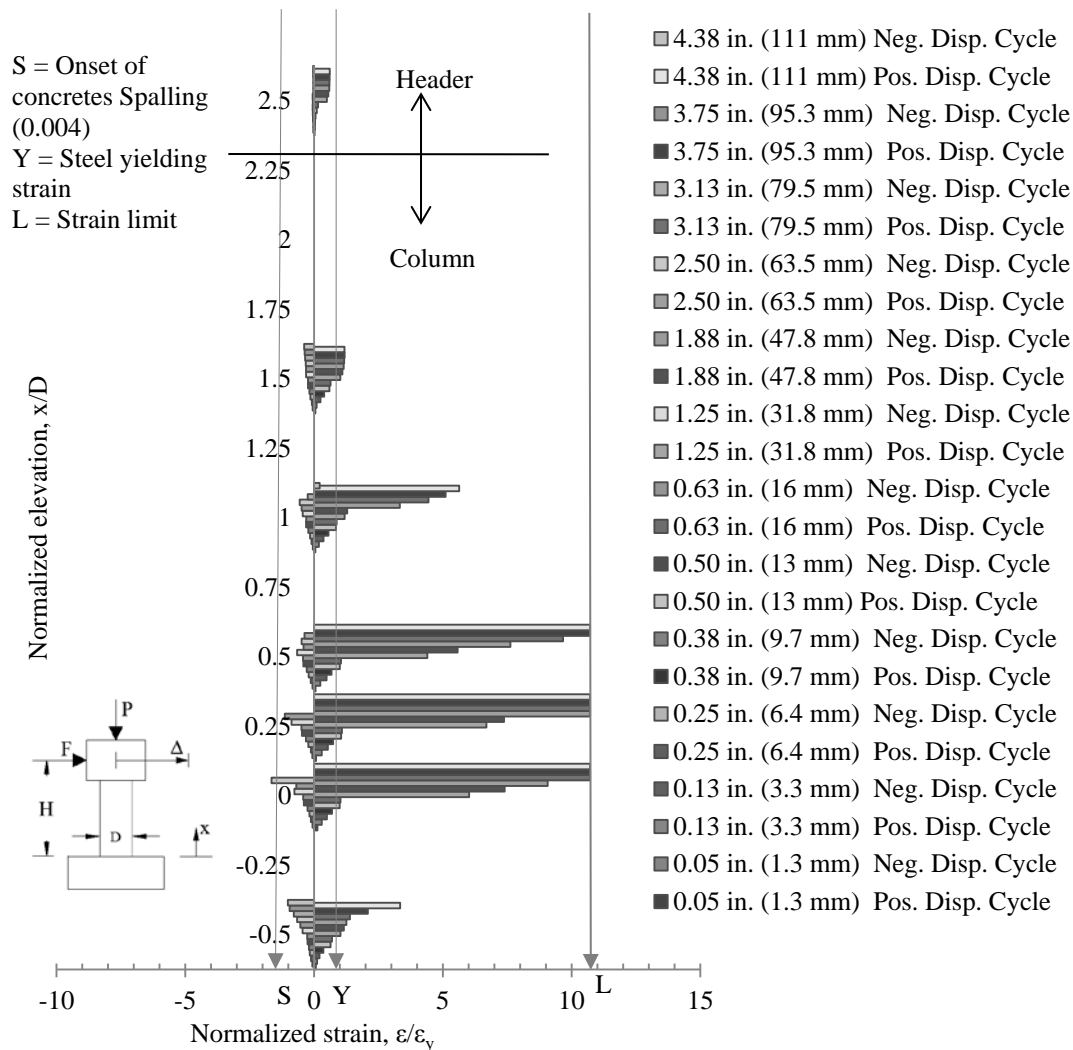 S = Onset of
concretes Spalling
(0.004)
Y = Steel yielding
strain
L = Strain limit
Header
Column
Normalized elevation, x/D
2.5
2.25
2
1.75
1.5
1.25
1
0.75
0.5
0.25
0
-0.25
-0.5
-10
-5
0
5
10
15
S
Y
L
Normalized strain, ε/εy
P
F
Δ
H
D
x
4.38 in. (111 mm) Neg. Disp. Cycle
4.38 in. (111 mm) Pos. Disp. Cycle
3.75 in. (95.3 mm) Neg. Disp. Cycle
3.75 in. (95.3 mm) Pos. Disp. Cycle
3.13 in. (79.5 mm) Neg. Disp. Cycle
3.13 in. (79.5 mm) Pos. Disp. Cycle
2.50 in. (63.5 mm) Neg. Disp. Cycle
2.50 in. (63.5 mm) Pos. Disp. Cycle
1.88 in. (47.8 mm) Neg. Disp. Cycle
1.88 in. (47.8 mm) Pos. Disp. Cycle
1.25 in. (31.8 mm) Neg. Disp. Cycle
1.25 in. (31.8 mm) Pos. Disp. Cycle
0.63 in. (16 mm) Neg. Disp. Cycle
0.63 in. (16 mm) Pos. Disp. Cycle
0.50 in. (13 mm) Neg. Disp. Cycle
0.50 in. (13 mm) Pos. Disp. Cycle
0.38 in. (9.7 mm) Neg. Disp. Cycle
0.38 in. (9.7 mm) Pos. Disp. Cycle
0.25 in. (6.4 mm) Neg. Disp. Cycle
0.25 in. (6.4 mm) Pos. Disp. Cycle
0.13 in. (3.3 mm) Neg. Disp. Cycle
0.13 in. (3.3 mm) Pos. Disp. Cycle
0.05 in. (1.3 mm) Neg. Disp. Cycle
0.05 in. (1.3 mm) Pos. Disp. Cycle